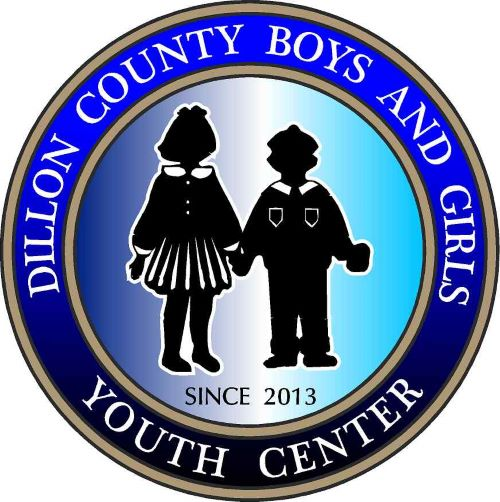 DILLON COUNTY BOYS AND GIRLS
SINCE 2013
YOUTH CENTER